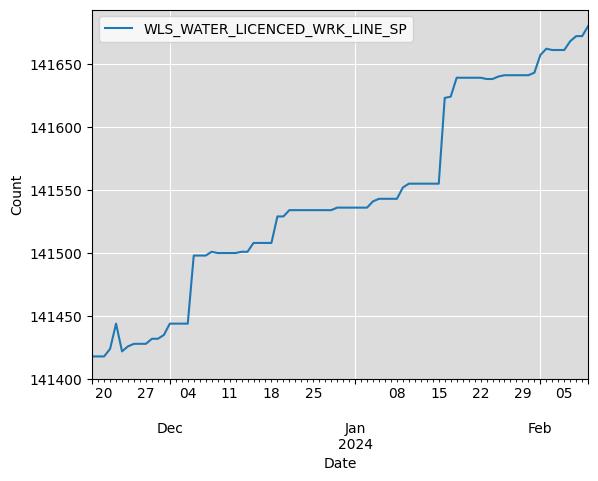 WLS_WATER_LICENCED_WRK_LINE_SP
141650
141600
141550
141500
141450
141400
Count
20 27 04 11 18 25 08 15 22 29 05
Dec Jan Feb
2024
Date